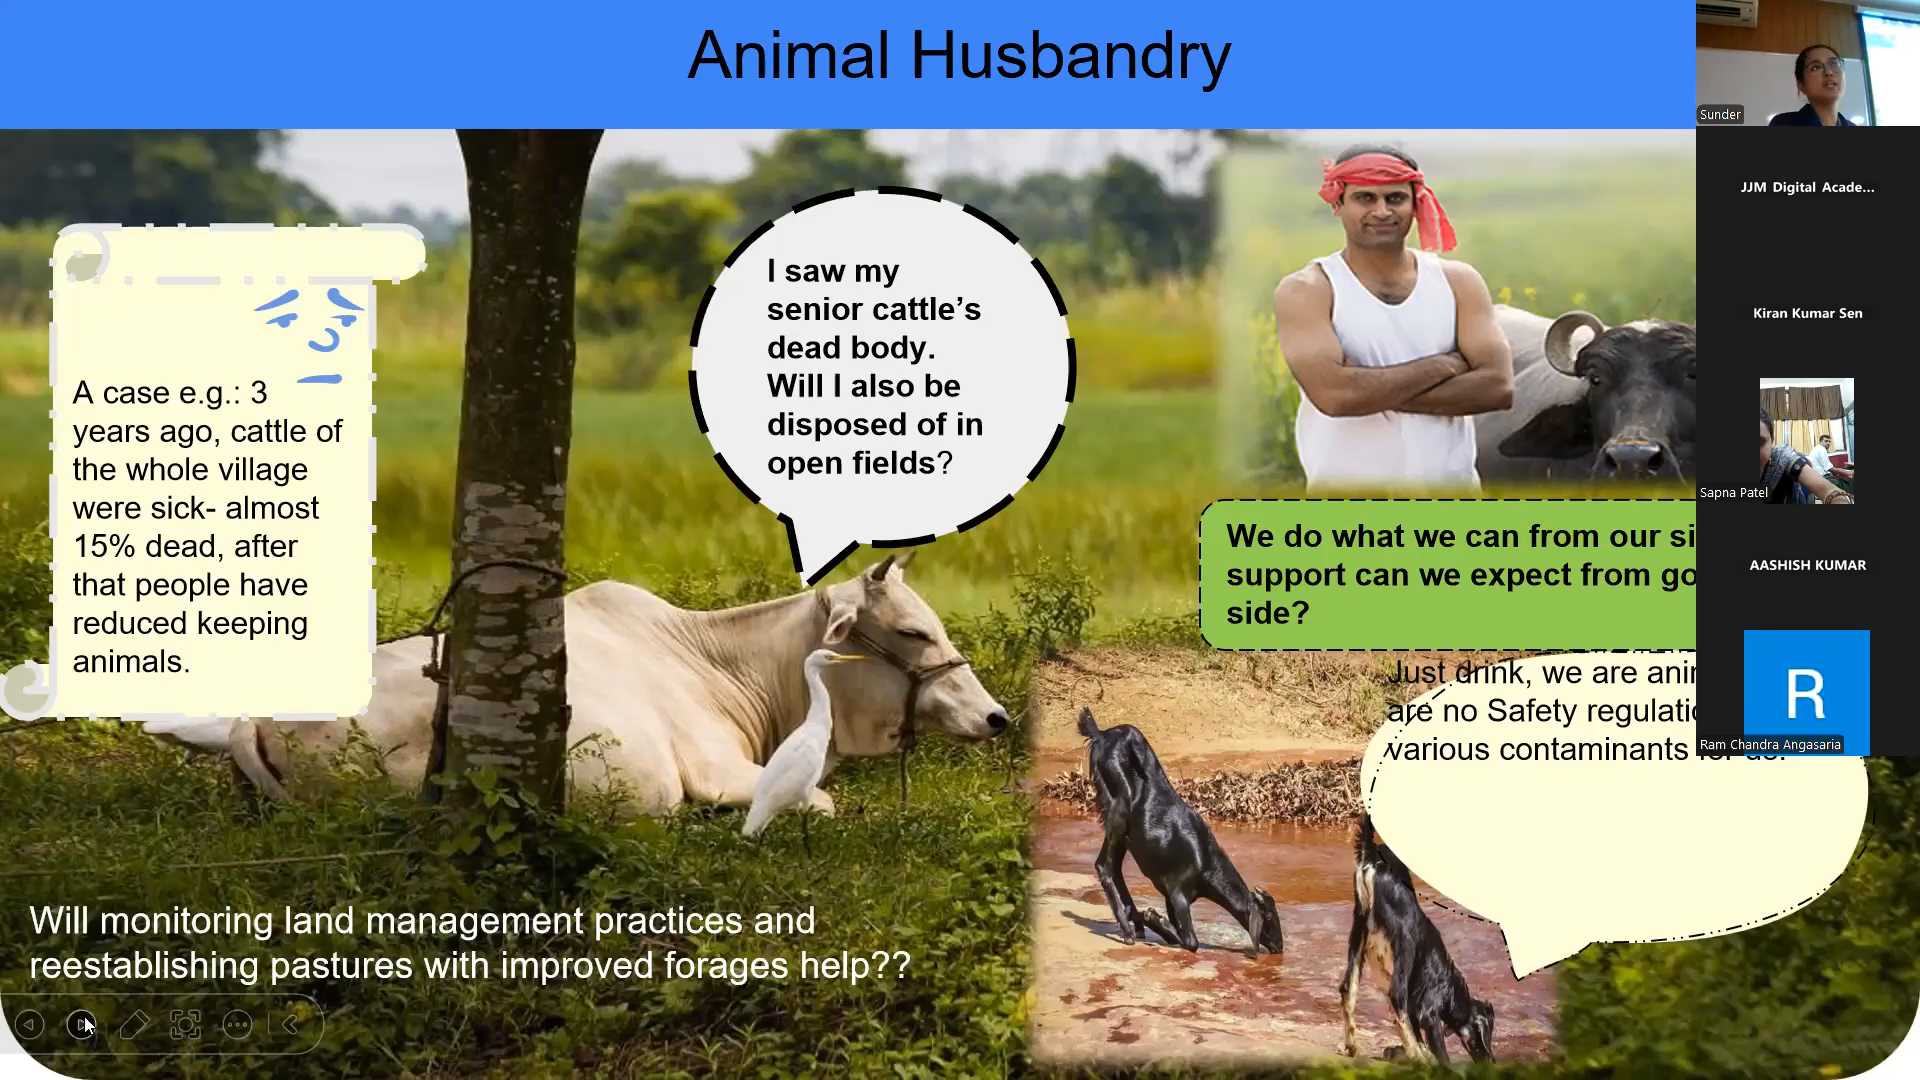 Animal Husbandry
A case e.g.: 3
years ago, cattle of
the whole village
were sick- almost
15% dead, after
that people have
reduced keeping
animals.
I saw my
senior cattle’s
dead body.
Will I also be
disposed of in
open fields?
We do what we can from our
support can we expect from
side?
Just drink, we are
are no Safety
various contaminants for us.
Will monitoring land management practices and
reestablishing pastures with improved forages help??
Sunder
JJM Digital Acade...
Kiran Kumar Sen
Sapna Patel
AASHISH KUMAR
R
Ram Chandra Angasaria